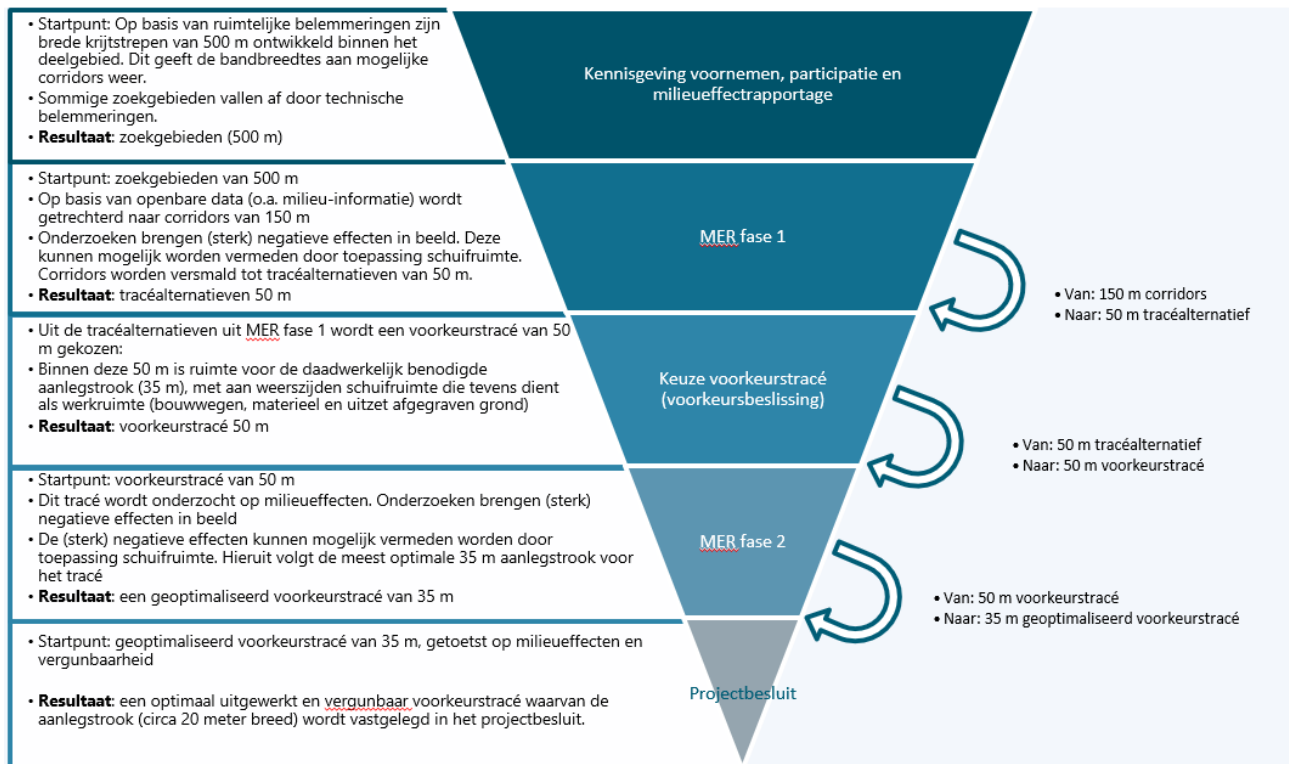 • Startpunt: Op basis van ruimtelijke belemmeringen zijn
brede krijtstrepen van 500 m ontwikkeld binnen het
deelgebied. Dit geeft de bandbreedtes aan mogelijke
corridors weer.
• Sommige zoekgebieden vallen af door technische
belemmeringen.
• Resultaat: zoekgebieden (500 m)
Kennisgeving voornemen, participatie en
milieueffectrapportage
• Startpunt: zoekgebieden van 500 m
• Op basis van openbare data (o.a. milieu-informatie) wordt
getrechterd naar corridors van 150 m
• Onderzoeken brengen (sterk) negatieve effecten in beeld. Deze
kunnen mogelijk worden vermeden door toepassing schuifruimte.
Corridors worden versmald tot tracéalternatieven van 50 m.
• Resultaat: tracéalternatieven 50 m
MER fase 1
• Van: 150 m corridors
• Naar: 50 m tracéalternatief
• Uit de tracéalternatieven uit MER fase 1 wordt een voorkeurstracé van 50
m gekozen:
• Binnen deze 50 m is ruimte voor de daadwerkelijk benodigde
aanlegstrook (35 m), met aan weerszijden schuifruimte die tevens dient
als werkruimte (bouwwegen, materieel en uitzet afgegraven grond)
• Resultaat: voorkeurstracé 50 m
Keuze voorkeurstracé
(voorkeursbeslissing)
• Van: 50 m tracéalternatief
• Naar: 50 m voorkeurstracé
• Startpunt: voorkeurstracé van 50 m
• Dit tracé wordt onderzocht op milieueffecten. Onderzoeken brengen (sterk)
negatieve effecten in beeld
• De (sterk) negatieve effecten kunnen mogelijk vermeden worden door
toepassing schuifruimte. Hieruit volgt de meest optimale 35 m aanlegstrook voor
het tracé
• Resultaat: een geoptimaliseerd voorkeurstracé van 35 m
MER fase 2
• Van: 50 m voorkeurstracé
• Naar: 35 m geoptimaliseerd voorkeurstracé
• Startpunt: geoptimaliseerd voorkeurstracé van 35 m, getoetst op milieueffecten en
vergunbaarheid
• Resultaat: een optimaal uitgewerkt en vergunbaar voorkeurstracé waarvan de
aanlegstrook (circa 20 meter breed) wordt vastgelegd in het projectbesluit.
Projectbesluit